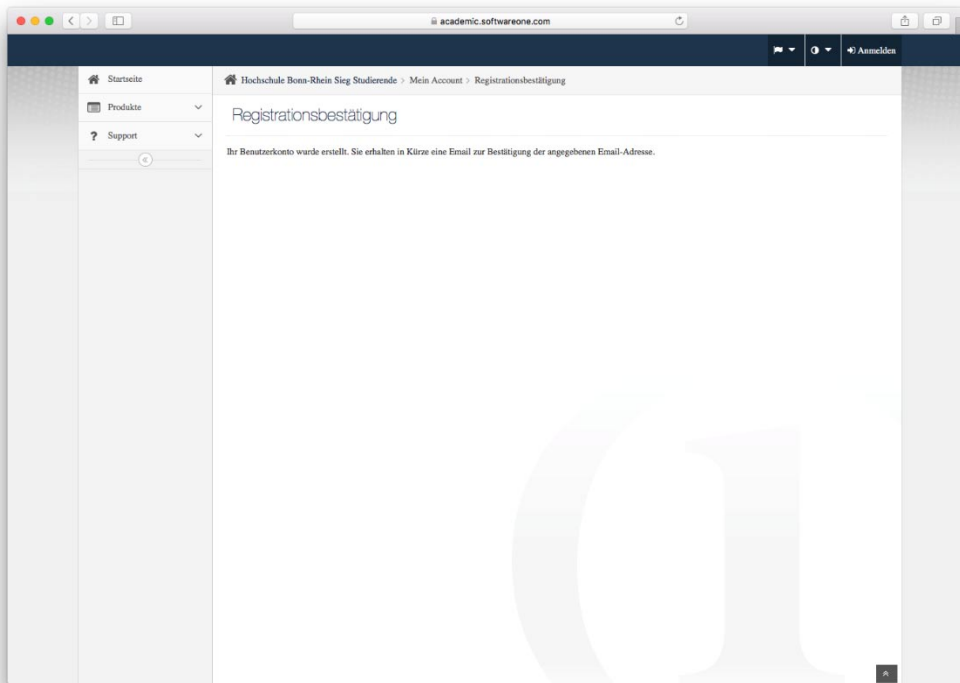 academic.softwareone.com
Anmelden
Startseite
Hochschule Bonn-Rhein Sieg Studierende > Mein Account > Registrationsbestätigung
Produkte
Registrationsbestätigung
? Support
Ihr Benutzerkonto wurde erstellt. Sie erhalten in Kürze eine Email zur Bestätigung der angegebenen Email-Adresse.